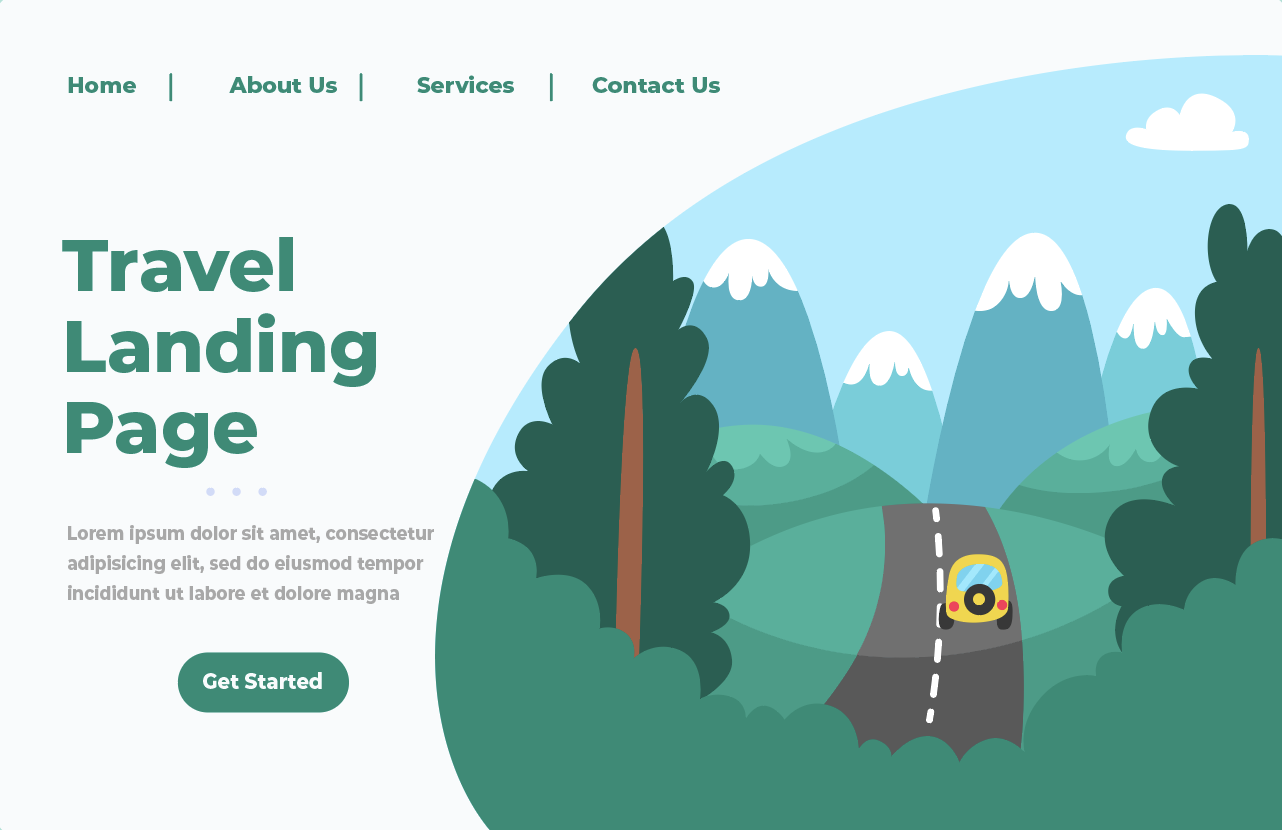 Home | About Us | Services | Contact Us
Travel
Landing
Page
Lorem ipsum dolor sit amet, consectetur
adipisicing elit, sed do eiusmod tempor
incididunt ut labore et dolore magna
Get Started